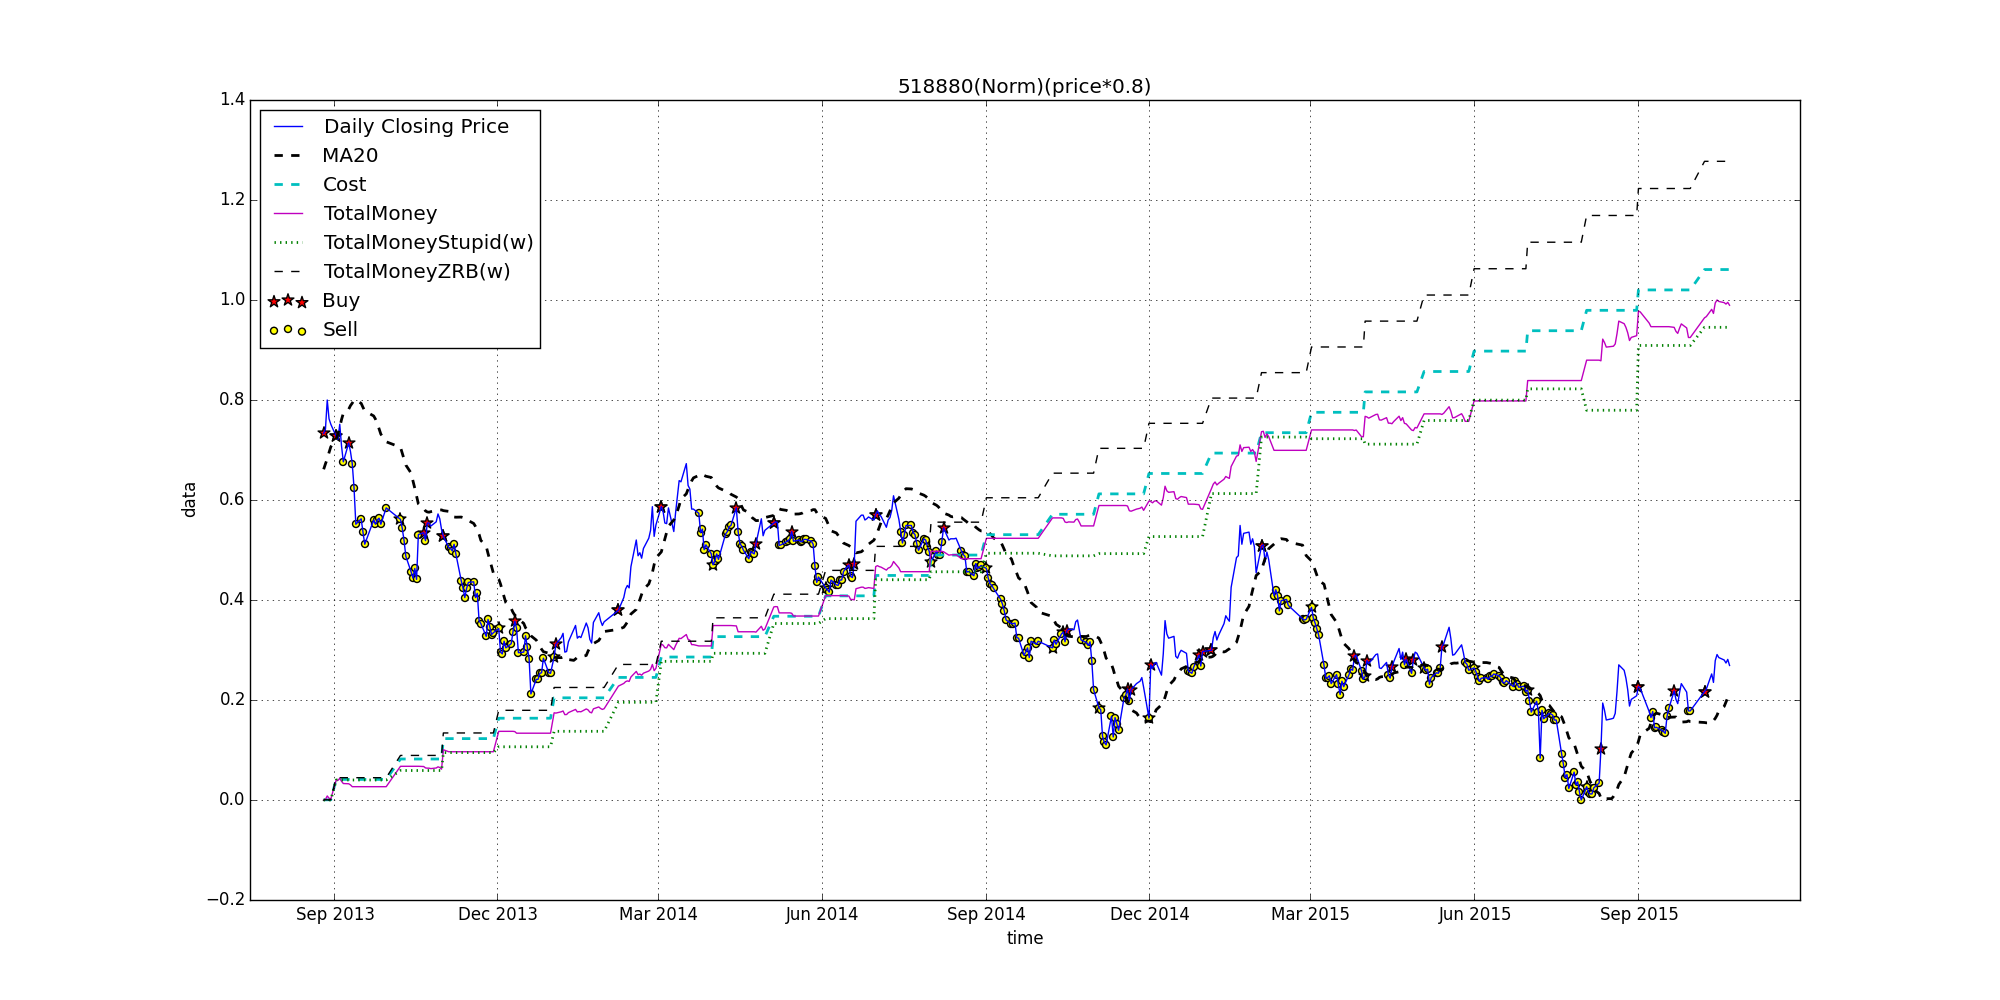 518880(Norm)(price*0.8)
1.4
1.2
1.0
0.8
0.6
0.4
0.2
0.0
−0.2
data
Daily Closing Price
MA20
Cost
TotalMoney
TotalMoneyStupid(w)
TotalMoneyZRB(w)
Buy
Sell
Sep 2013 Dec 2013 Mar 2014 Jun 2014 Sep 2014 Dec 2014 Mar 2015 Jun 2015 Sep 2015
time